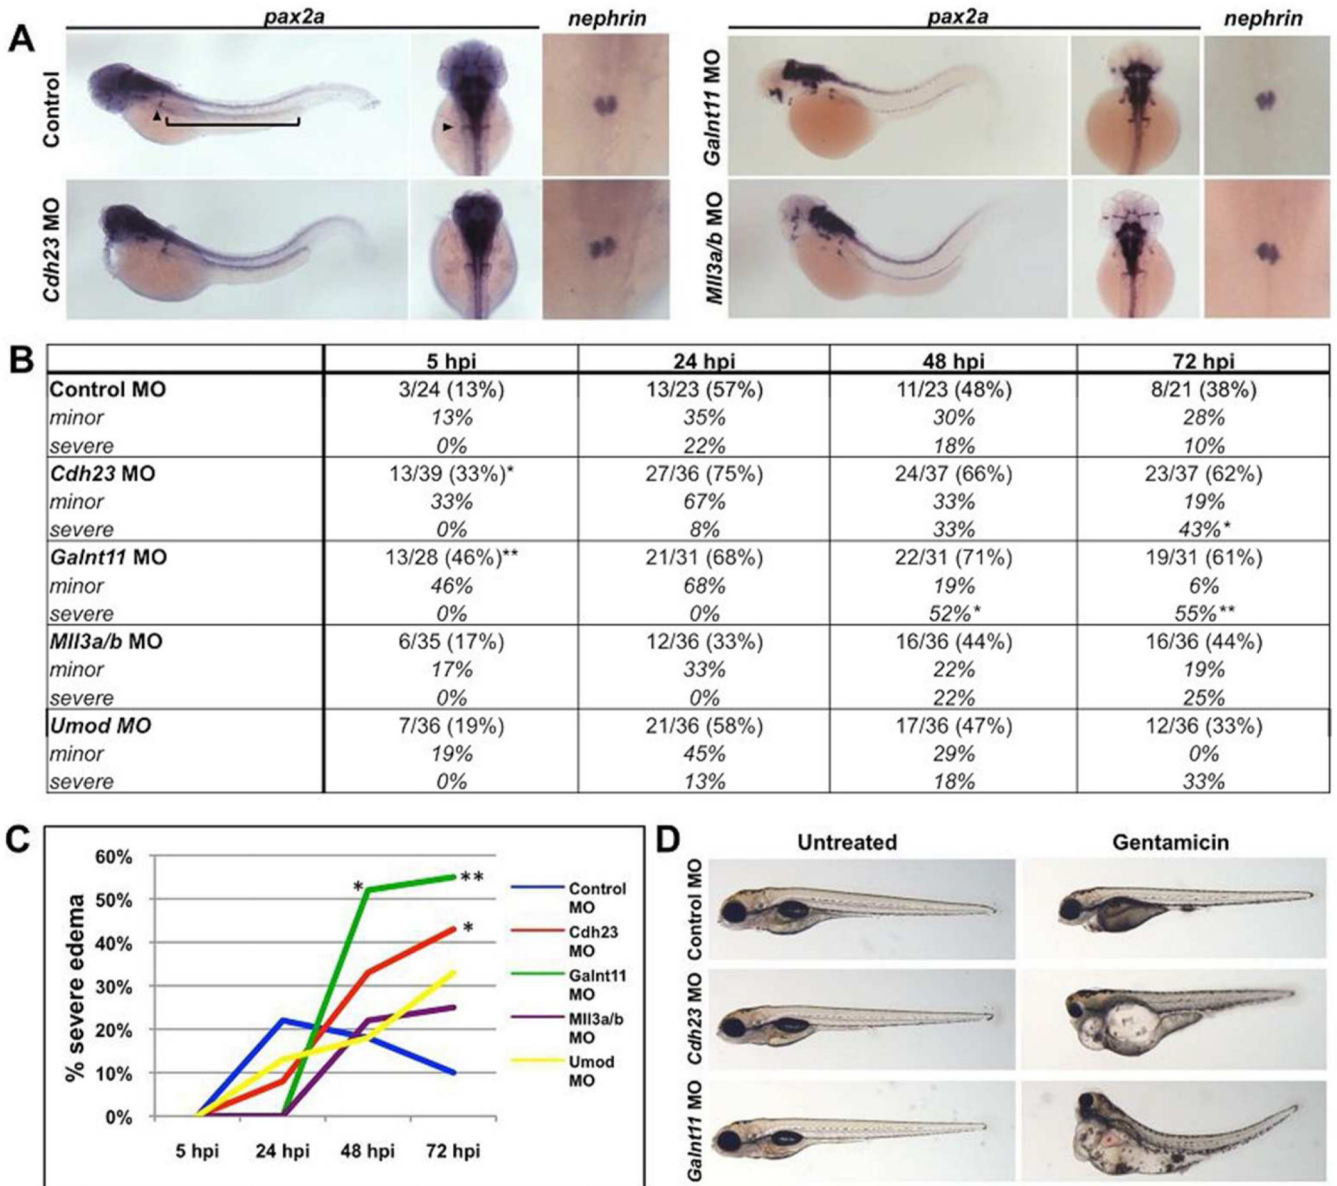 A
pax2a
nephrin
pax2a
nephrin
Control
Cdh23 MO
Galnt11 MO
Mll3a/b MO
B
5 hpi 24 hpi 48 hpi 72 hpi
Control MO 3/24 (13%) 13/23 (57%) 11/23 (48%) 8/21 (38%)
minor 13% 35% 30% 28%
severe 0% 22% 18% 10%
Cdh23 MO 13/39 (33%)* 27/36 (75%) 24/37 (66%) 23/37 (62%)
minor 33% 67% 33% 19%
severe 0% 8% 33% 43%*
Galnt11 MO 13/28 (46%)** 21/31 (68%) 22/31 (71%) 19/31 (61%)
minor 46% 68% 19% 6%
severe 0% 0% 52%* 55%**
Mll3a/b MO 6/35 (17%) 12/36 (33%) 16/36 (44%) 16/36 (44%)
minor 17% 33% 22% 19%
severe 0% 0% 22% 25%
Umod MO 7/36 (19%) 21/36 (58%) 17/36 (47%) 12/36 (33%)
minor 19% 45% 29% 0%
severe 0% 13% 18% 33%
C
% severe edema
60%
50%
40%
30%
20%
10%
0%
5 hpi 24 hpi 48 hpi 72 hpi
*
**
*
Control
MO
Cdh23
MO
Galnt11
MO
Mll3a/b
MO
Umod
MO
D
Untreated
Gentamicin
Control MO
Cdh23 MO
Galnt11 MO